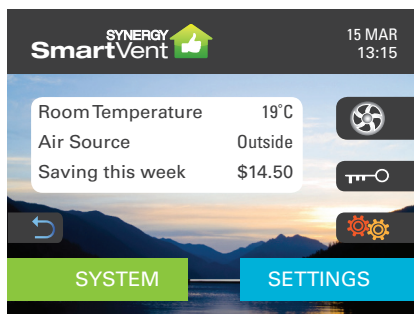 SYNERGY
SmartVent
15 MAR
13:15
Room Temperature 19°C
Air Source Outside
Saving this week $14.50
SYSTEM
SETTINGS